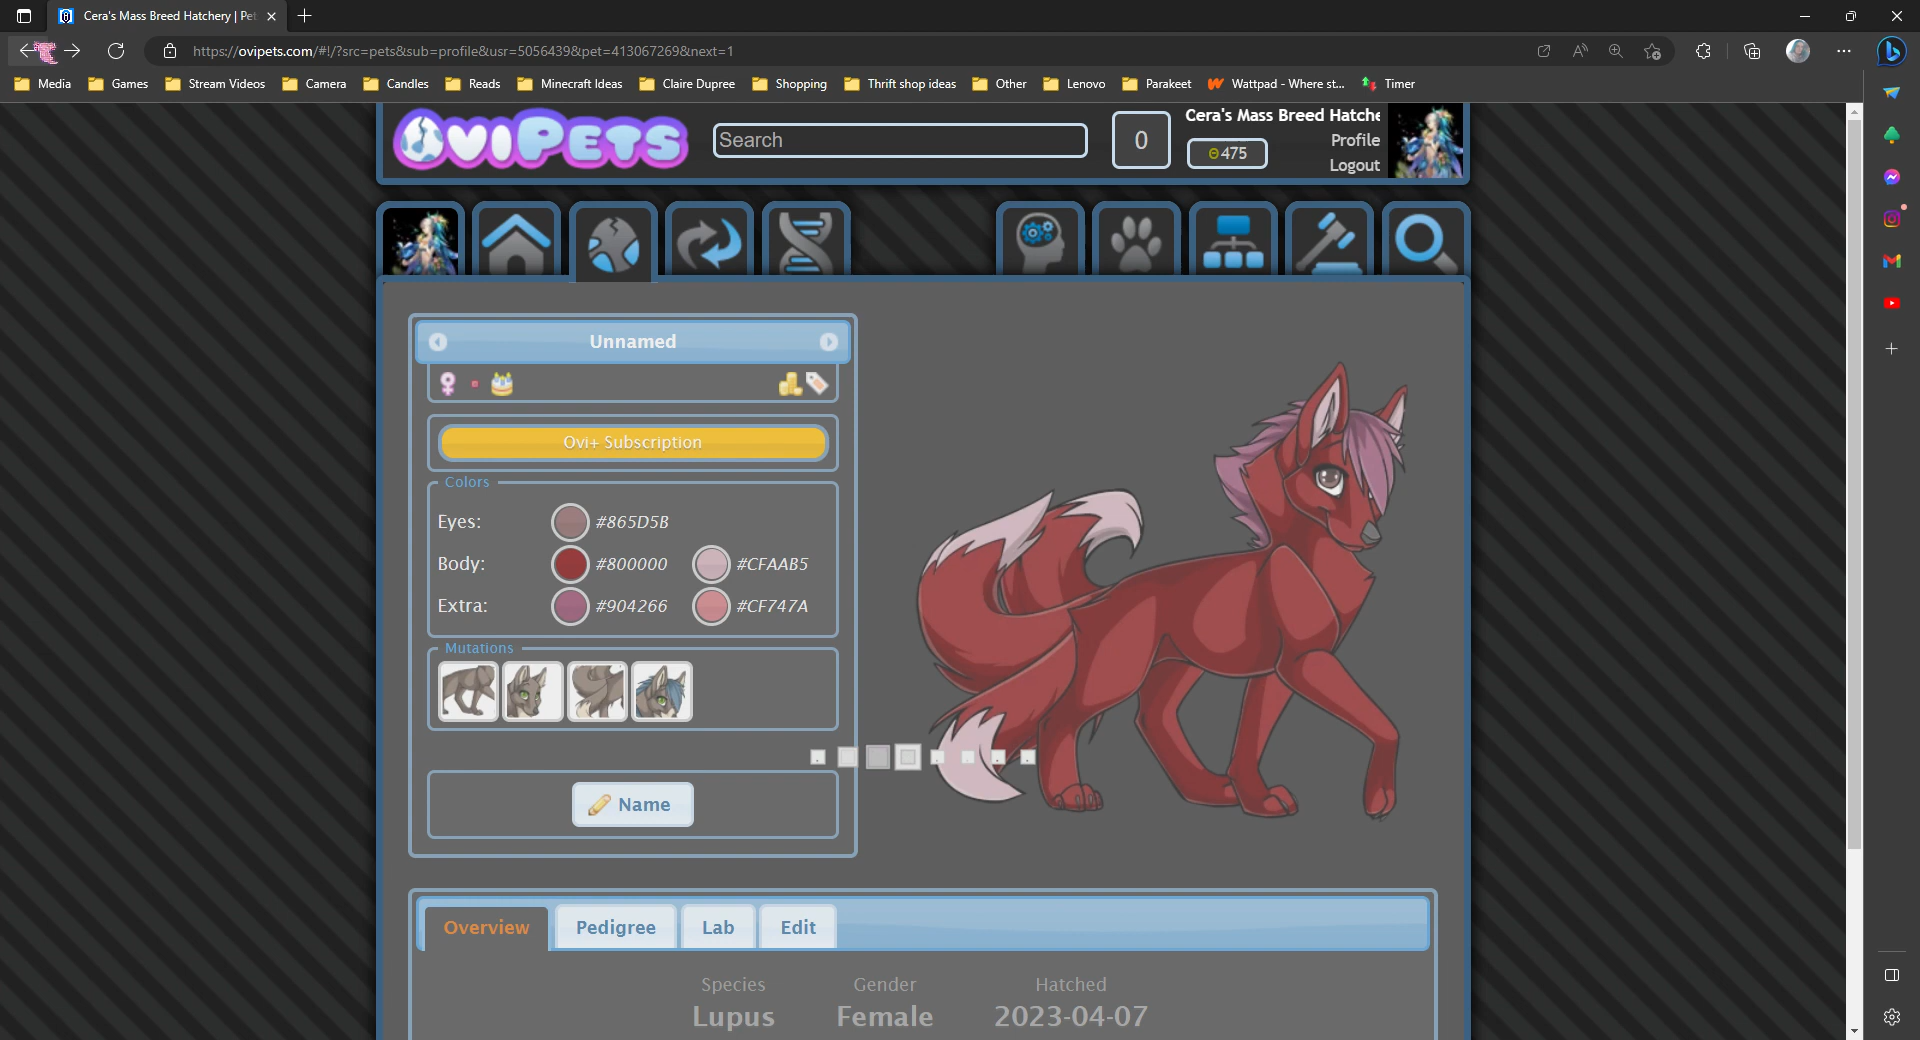 Cera's Mass Breed Hatchery | Pet
https://ovipets.com/#!/?src=pets&sub=profile&usr=5056439&pet=413067269&next=1
Media Games Stream Videos Camera Candles Reads Minecraft Ideas Claire Dupree Shopping Thrift shop ideas Other Lenovo Parakeet Wattpad - Where st... Timer
OviPets
Search
0
Cera's Mass Breed Hatche
475
Profile
Logout
Unnamed
Ovi+ Subscription
Colors
Eyes: #865D5B
Body: #800000 #CFAAB5
Extra: #904266 #CF747A
Mutations
Name
Overview Pedigree Lab Edit
Species Gender Hatched
Lupus Female 2023-04-07